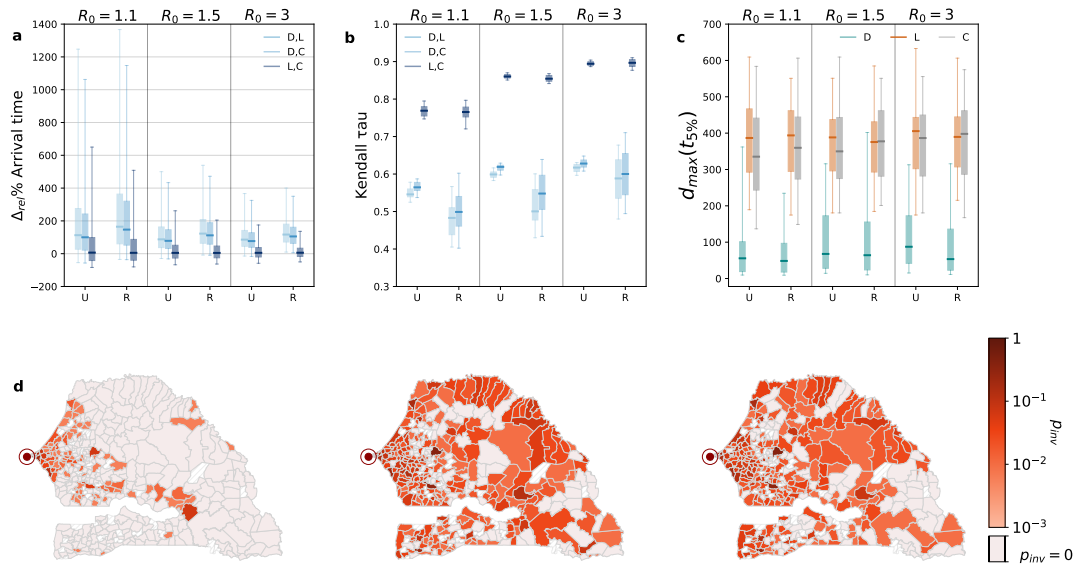 R0 = 1.1 R0 = 1.5 R0 = 3
a
D,L
D,C
L,C
Δrel/% Arrival time
1400
1200
1000
800
600
400
200
0
−200
U R U R U R
R0 = 1.1 R0 = 1.5 R0 = 3
b
D,L
D,C
L,C
Kendall τau
1.0
0.9
0.8
0.7
0.6
0.5
0.4
0.3
U R U R U R
R0 = 1.1 R0 = 1.5 R0 = 3
c
D L C
dmax(t5%)
700
600
500
400
300
200
100
0
U R U R U R
d
1
10−1
10−2
10−3
pinv
pinv = 0